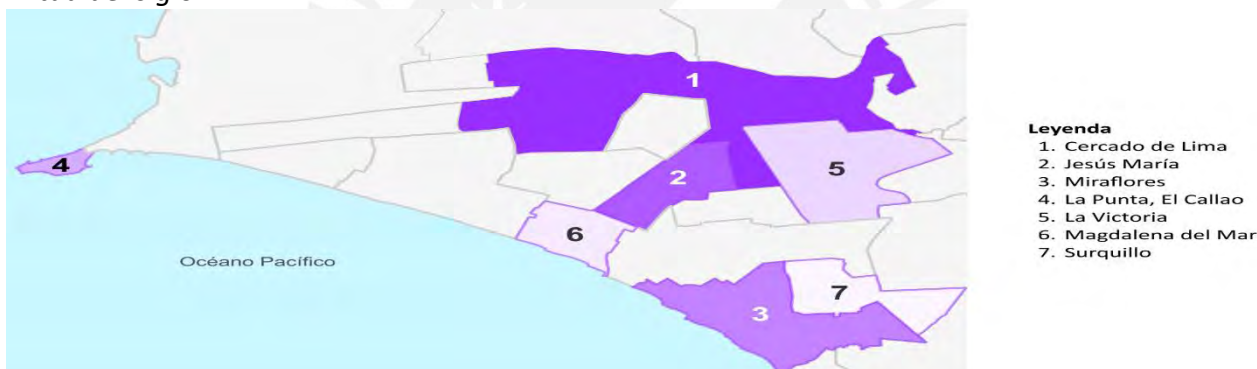 1
2
3
4
5
6
7
Océano Pacífico
Leyenda
1. Cercado de Lima
2. Jesús María
3. Miraflores
4. La Punta, El Callao
5. La Victoria
6. Magdalena del Mar
7. Surquillo